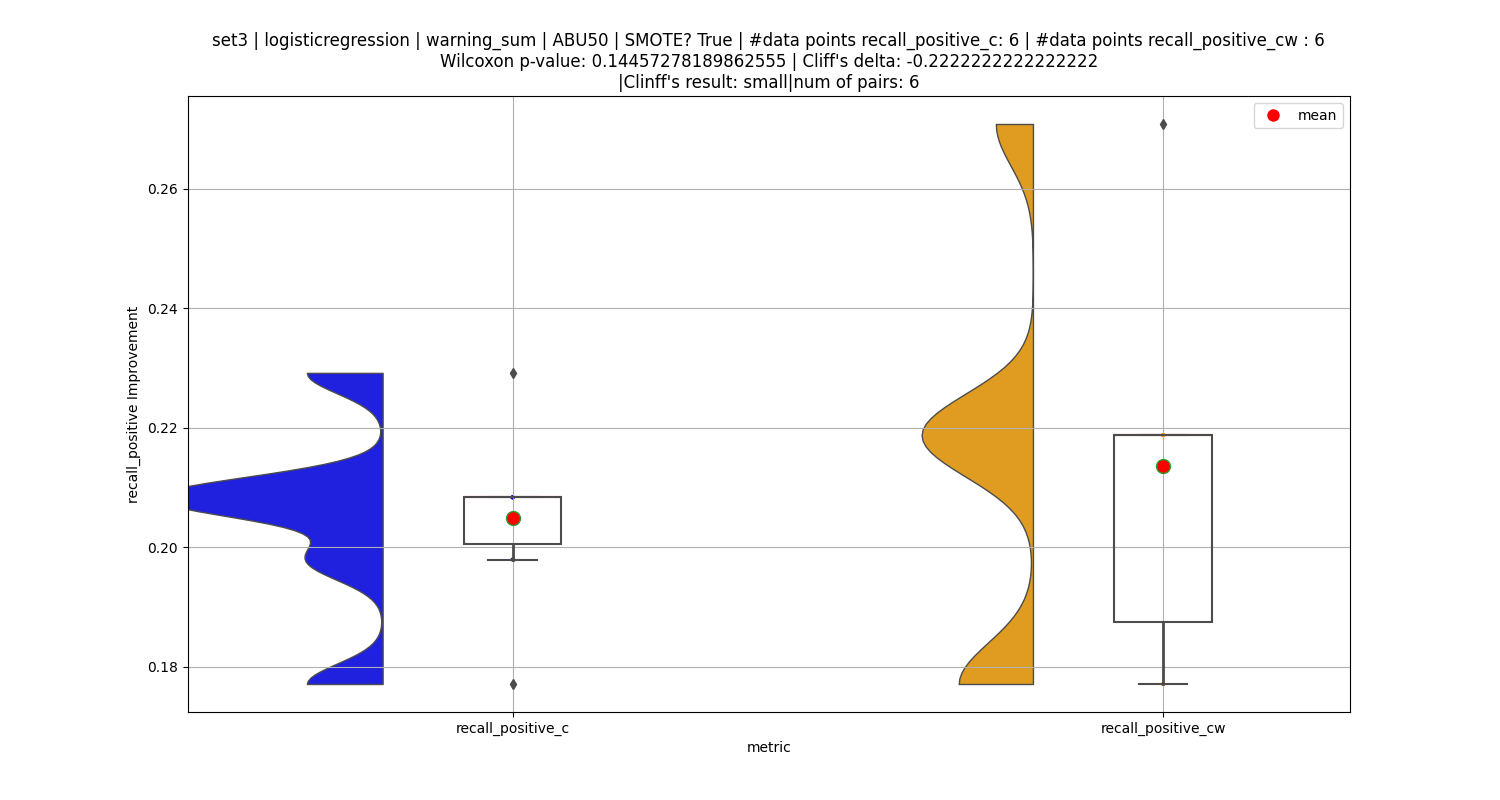 set3 | logisticregression | warning_sum | ABU50 | SMOTE? True | #data points recall_positive_c: 6 | #data points recall_positive_cw : 6
Wilcoxon p-value: 0.14457278189862555 | Cliff's delta: -0.2222222222222222
|Clinff's result: small|num of pairs: 6
mean
recall_positive Improvement
0.26
0.24
0.22
0.20
0.18
recall_positive_c
recall_positive_cw
metric